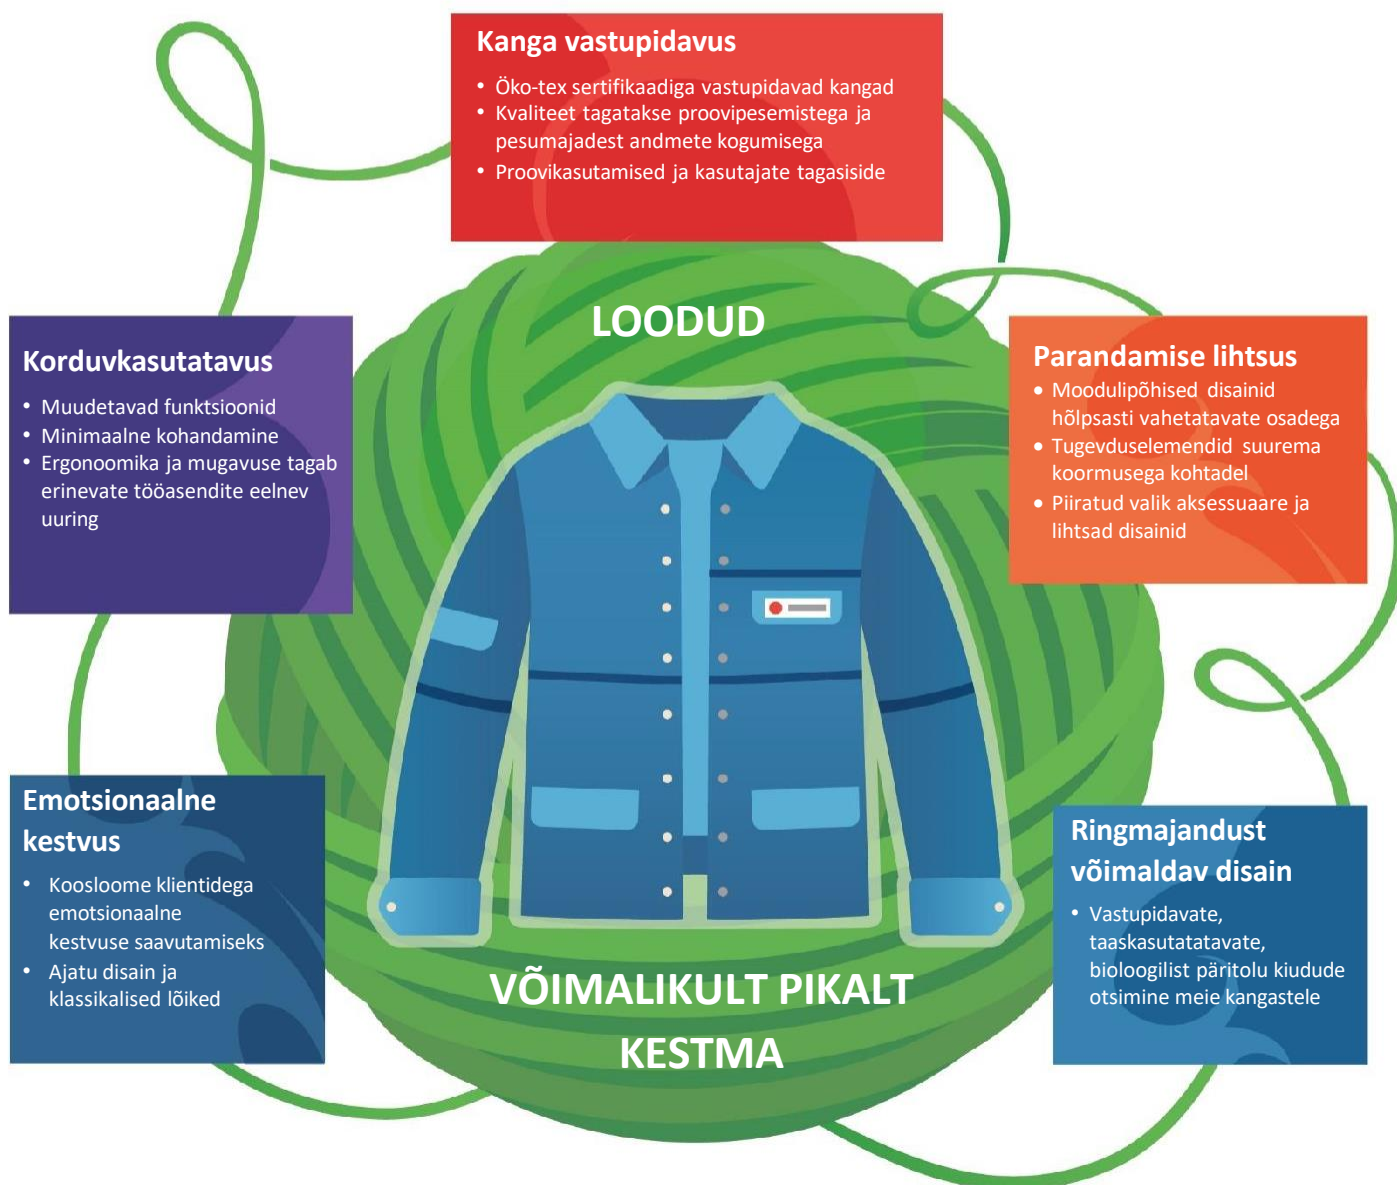 Kanga vastupidavus
• Öko-tex sertifikaadiga vastupidavad kangad
• Kvaliteet tagatakse proovipesemistega ja
pesumajadest andmete kogumisega
• Proovikasutamised ja kasutajate tagasiside
LOODUD
Korduvkasutatavus
• Muudetavad funktsioonid
• Minimaalne kohandamine
• Ergonoomika ja mugavuse tagab
erinevate tööasendite eelnev
uuring
Parandamise lihtsus
• Moodulipõhised disainid
hõlpsasti vahetatavate osadega
• Tugevduselemendid suurema
koormusega kohtadel
• Piiratud valik aksessuaare ja
lihtsad disainid
Emotsionaalne
kestvus
• Koosloome klientidega
emotsionaalne
kestvuse saavutamiseks
• Ajatu disain ja
klassikalised lõiked
Ringmajandust
võimaldav disain
• Vastupidavate,
taaskasutatatavate,
bioloogilist päritolu kiudude
otsimine meie kangastele
VÕIMALIKULT PIKALT
KESTMA